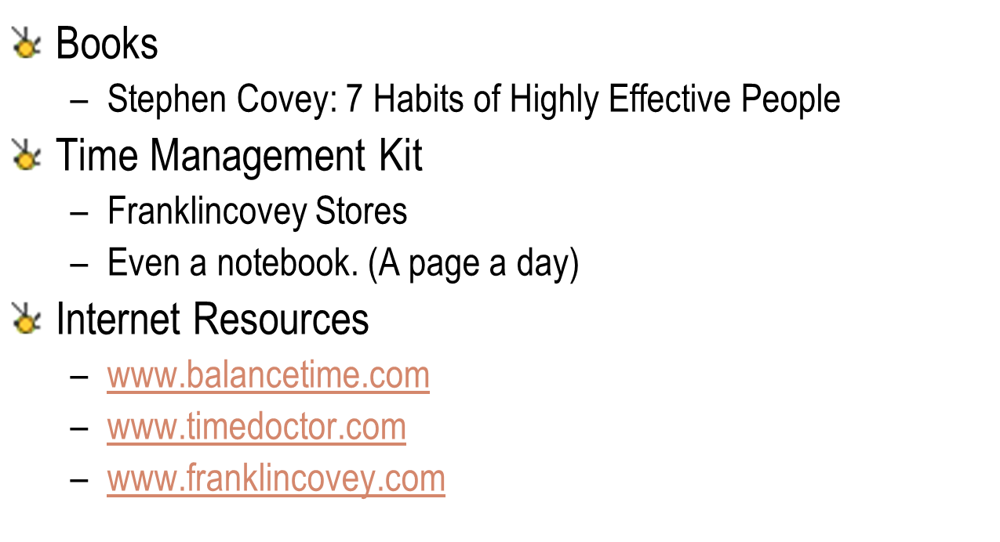 Books
– Stephen Covey: 7 Habits of Highly Effective People
Time Management Kit
– Franklincovey Stores
– Even a notebook. (A page a day)
Internet Resources
– www.balancetime.com
– www.timedoctor.com
– www.franklincovey.com